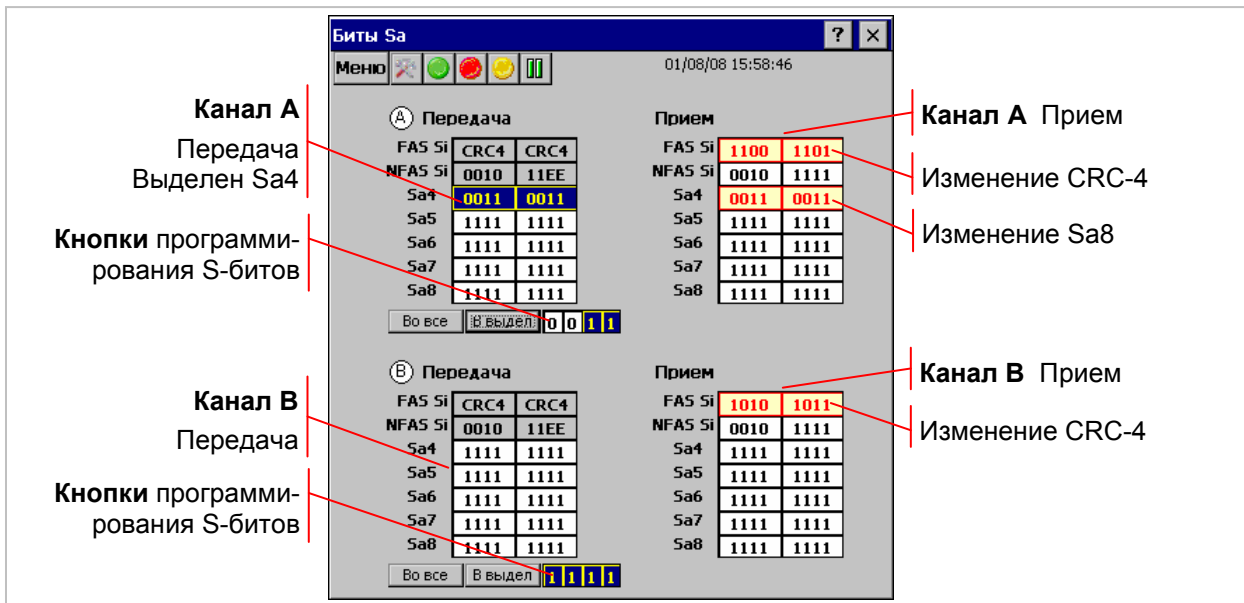 Биты Sa ? ×
Меню 01/08/08 15:58:46
Канал A
Передача
Выделен Sa4
Кнопки программи-
рования S-битов
A Передача
FAS Si CRC4 CRC4
NFAS Si 0010 11EE
Sa4 0011 0011
Sa5 1111 1111
Sa6 1111 1111
Sa7 1111 1111
Sa8 1111 1111
Во все В выдел 0 0 1 1
Прием
FAS Si 1100 1101
NFAS Si 0010 1111
Sa4 0011 0011
Sa5 1111 1111
Sa6 1111 1111
Sa7 1111 1111
Sa8 1111 1111
Канал A Прием
Изменение CRC-4
Изменение Sa8
Канал B
Передача
Кнопки программи-
рования S-битов
B Передача
FAS Si CRC4 CRC4
NFAS Si 0010 11EE
Sa4 1111 1111
Sa5 1111 1111
Sa6 1111 1111
Sa7 1111 1111
Sa8 1111 1111
Во все В выдел 1 1 1 1
Прием
FAS Si 1010 1011
NFAS Si 0010 1111
Sa4 1111 1111
Sa5 1111 1111
Sa6 1111 1111
Sa7 1111 1111
Sa8 1111 1111
Канал B Прием
Изменение CRC-4